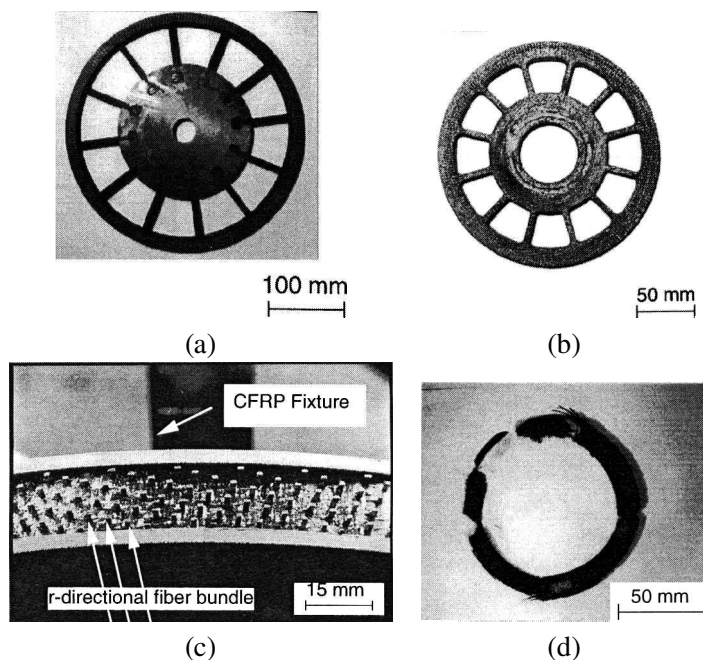 100 mm
50 mm
(a)
(b)
CFRP Fixture
r-directional fiber bundle
15 mm
50 mm
(c)
(d)